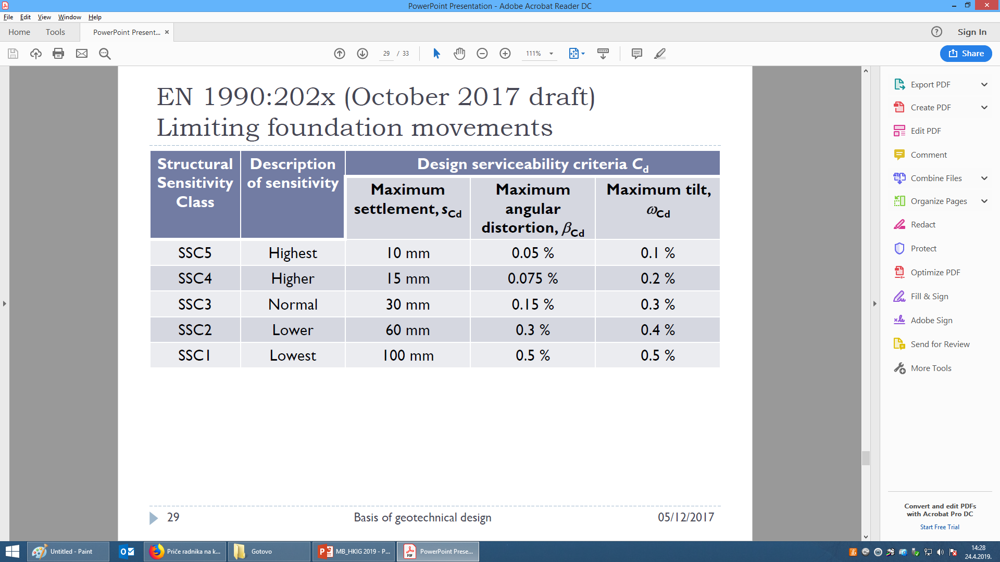 PowerPoint Presentation - Adobe Acrobat Reader DC
File Edit View Window Help
Home Tools PowerPoint Present... ×
Sign In
29 / 33
111%
Share
EN 1990:202x (October 2017 draft)
Limiting foundation movements
Structural Sensitivity Class
Description of sensitivity
Design serviceability criteria Cd
Maximum settlement, sCd
Maximum angular distortion, βCd
Maximum tilt, ωCd
SSC5 Highest 10 mm 0.05 % 0.1 %
SSC4 Higher 15 mm 0.075 % 0.2 %
SSC3 Normal 30 mm 0.15 % 0.3 %
SSC2 Lower 60 mm 0.3 % 0.4 %
SSC1 Lowest 100 mm 0.5 % 0.5 %
29 Basis of geotechnical design 05/12/2017
Export PDF
Create PDF
Edit PDF
Comment
Combine Files
Organize Pages
Redact
Protect
Optimize PDF
Fill & Sign
Adobe Sign
Send for Review
More Tools
Convert and edit PDFs
with Acrobat Pro DC
Start Free Trial
Untitled - Paint
Priče radnika na k...
Gotovo
MB_HKIG 2019 - P...
PowerPoint Prese...
14:28
24.4.2019.